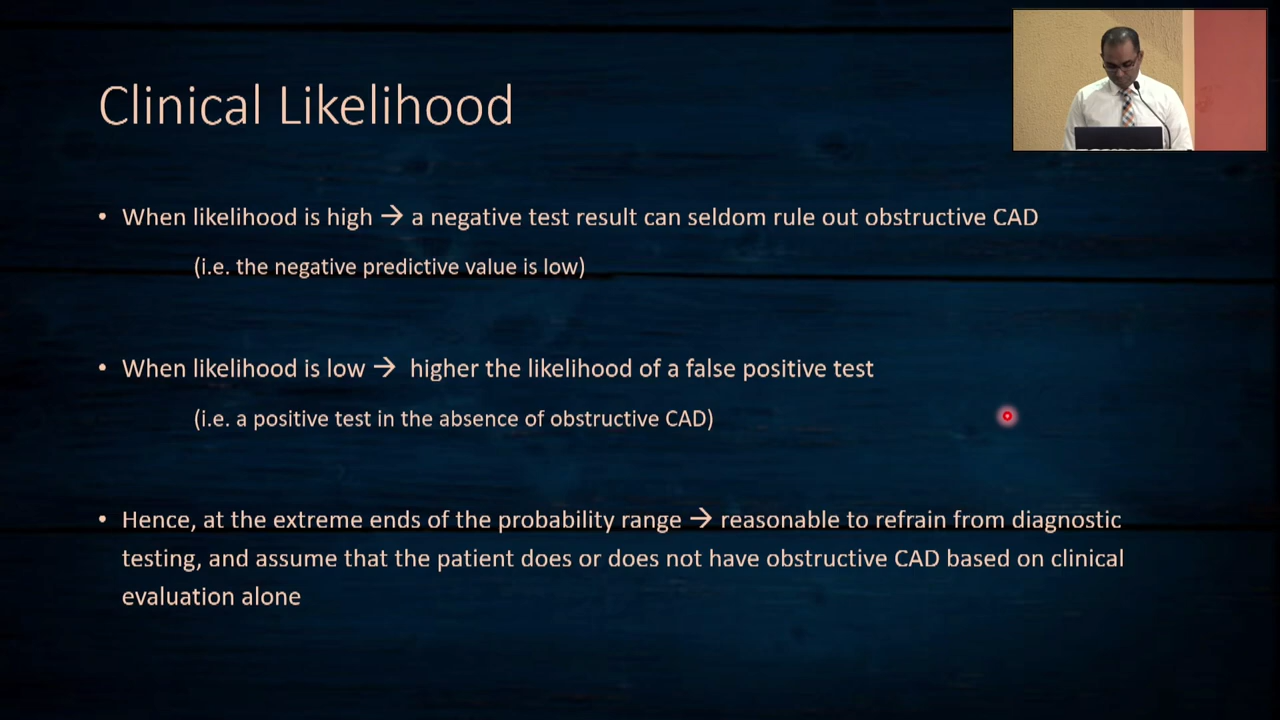 Clinical Likelihood
• When likelihood is high → a negative test result can seldom rule out obstructive CAD
(i.e. the negative predictive value is low)
• When likelihood is low → higher the likelihood of a false positive test
(i.e. a positive test in the absence of obstructive CAD)
• Hence, at the extreme ends of the probability range → reasonable to refrain from diagnostic
testing, and assume that the patient does or does not have obstructive CAD based on clinical
evaluation alone